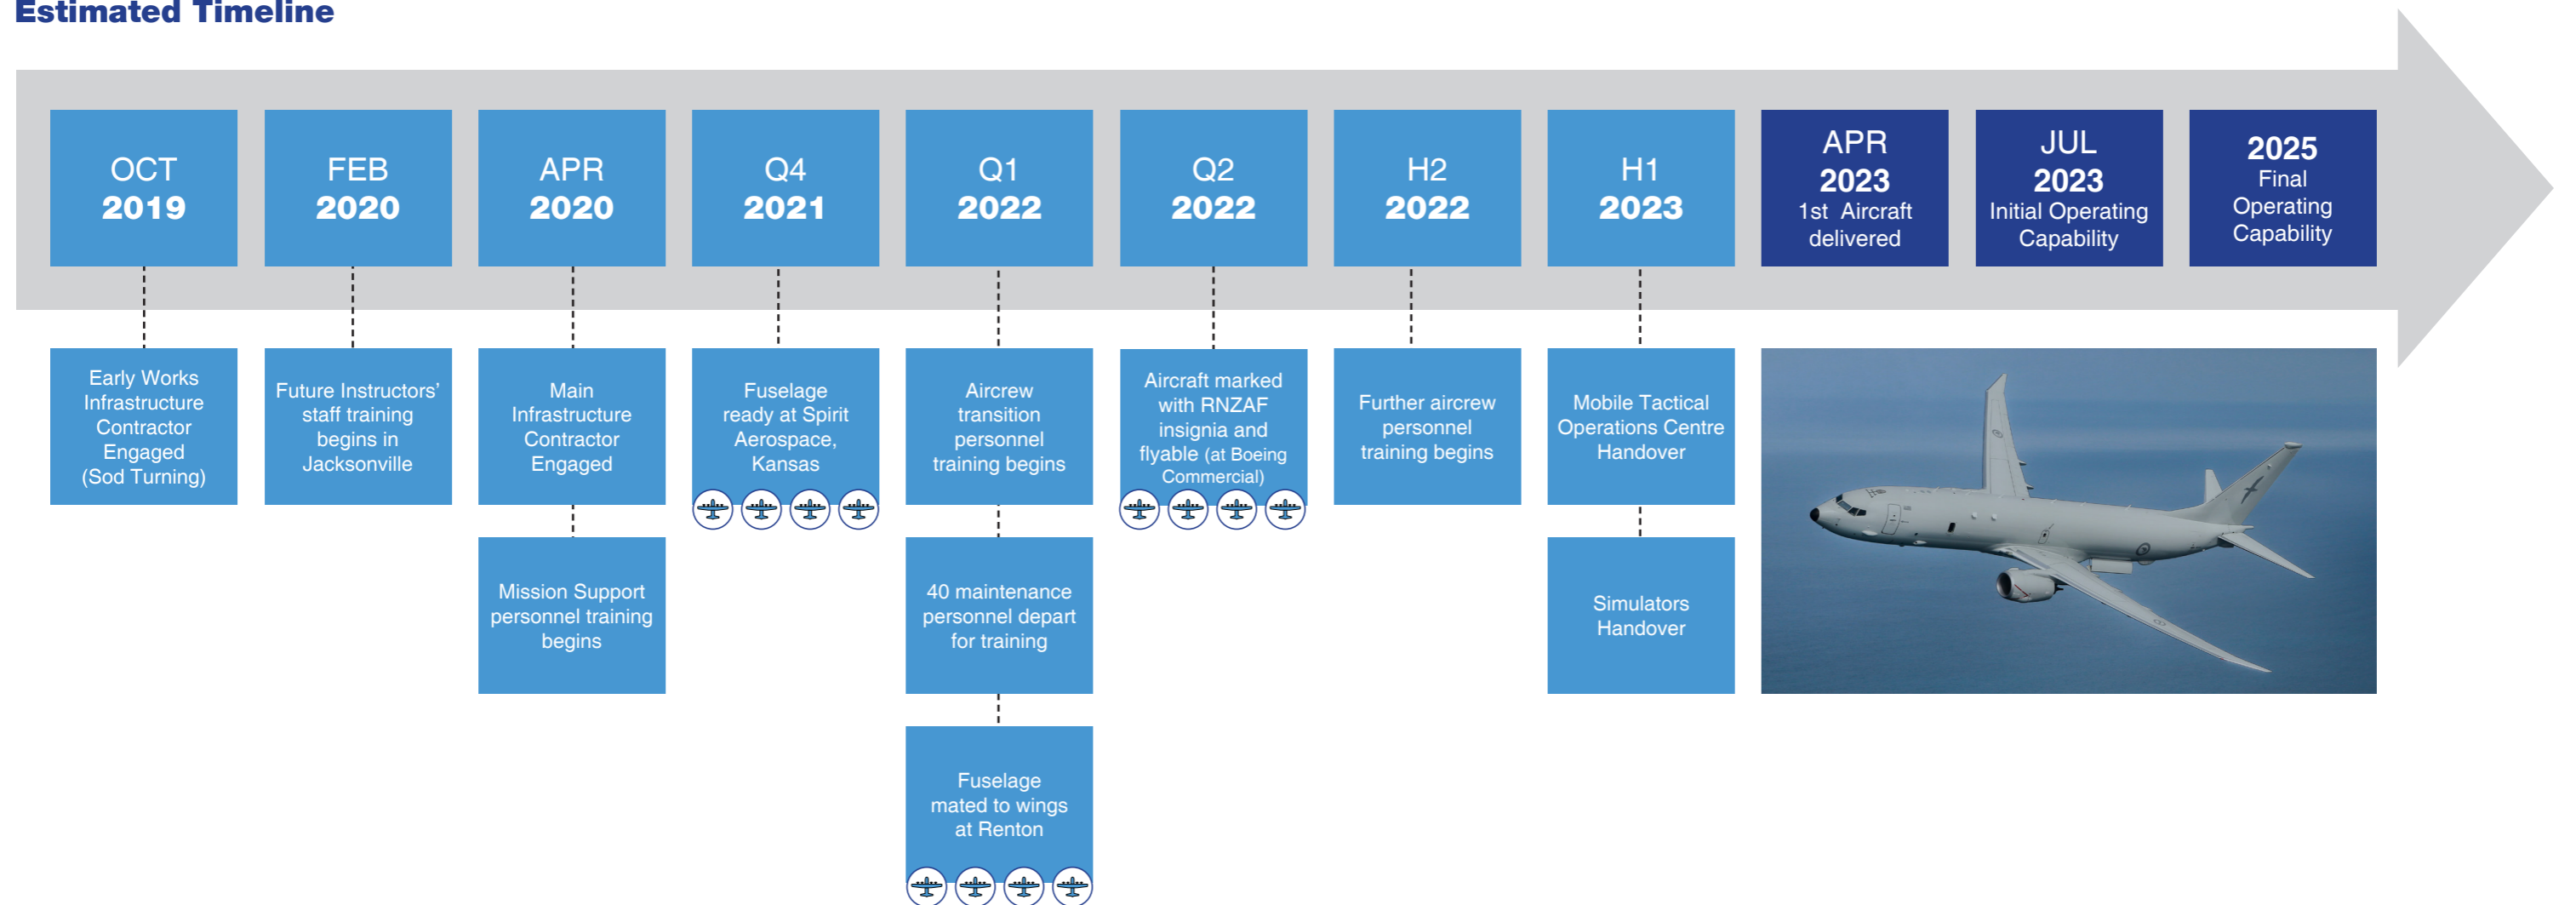 Estimated Timeline
OCT
2019
FEB
2020
APR
2020
Q4
2021
Q1
2022
Q2
2022
H2
2022
H1
2023
APR
2023
1st Aircraft
delivered
JUL
2023
Initial Operating
Capability
2025
Final
Operating
Capability
Early Works
Infrastructure
Contractor
Engaged
(Sod Turning)
Future Instructors’
staff training
begins in
Jacksonville
Main
Infrastructure
Contractor
Engaged
Mission Support
personnel training
begins
Fuselage
ready at Spirit
Aerospace,
Kansas
Aircrew
transition
personnel
training begins
40 maintenance
personnel depart
for training
Fuselage
mated to wings
at Renton
Aircraft marked
with RNZAF
insignia and
flyable (at Boeing
Commercial)
Further aircrew
personnel
training begins
Mobile Tactical
Operations Centre
Handover
Simulators
Handover